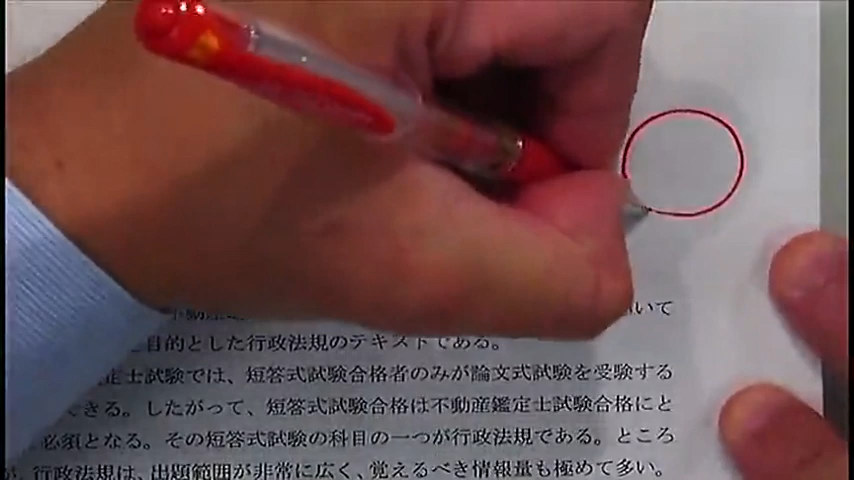 いて
目的とした行政法規のテキストである。
定士試験では、短答式試験合格者のみが論文式試験を受験する
できる。したがって、短答式試験合格は不動産鑑定士試験合格にと
必須となる。その短答式試験の科目の一つが行政法規である。ところ
が、行政法規は、出題範囲が非常に広く、覚えるべき情報量も極めて多い。